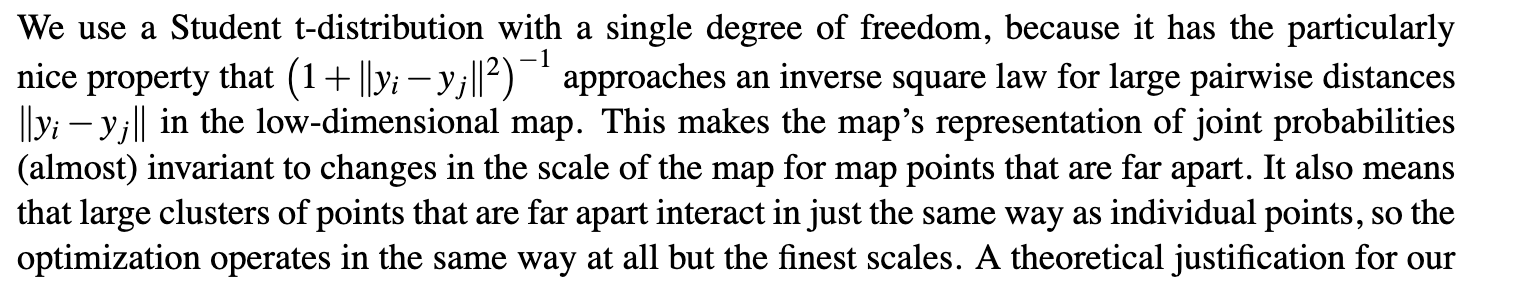 We use a Student t-distribution with a single degree of freedom, because it has the particularly
nice property that (1+‖yᵢ − yⱼ‖²)⁻¹ approaches an inverse square law for large pairwise distances
‖yᵢ − yⱼ‖ in the low-dimensional map. This makes the map’s representation of joint probabilities
(almost) invariant to changes in the scale of the map for map points that are far apart. It also means
that large clusters of points that are far apart interact in just the same way as individual points, so the
optimization operates in the same way at all but the finest scales. A theoretical justification for our